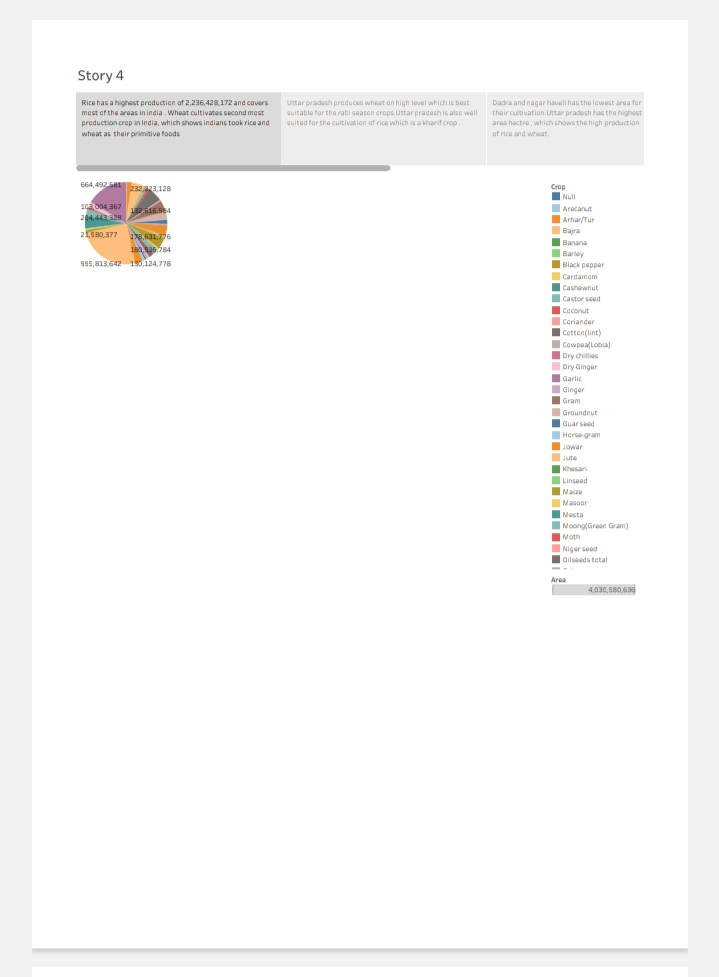 Story 4
Rice has a highest production of 2,236,428,172 and covers
most of the areas in india . Wheat cultivates second most
production crop in India, which shows indians took rice and
wheat as their primitive foods
Uttar pradesh produces wheat on high level which is best
suitable for the rabi season crops.Uttar pradesh is also well
suited for the cultivation of rice which is a kharif crop .
Dadra and nagar haveli has the lowest area for
their cultivation.Uttar pradesh has the highest
area hectre , which shows the high production
of rice and wheat.
664,492,581
232,223,128
103,004,367
182,616,584
204,443,388
21,980,377
178,631,776
995,813,642
130,124,778
Crop
Null
Arecanut
Arhar/Tur
Bajra
Banana
Barley
Black pepper
Cardamom
Cashewnut
Castor seed
Coconut
Coriander
Cotton(lint)
Cowpea(Lobia)
Dry chillies
Dry Ginger
Garlic
Ginger
Gram
Groundnut
Guar seed
Horse-gram
Jowar
Jute
Khesari
Linseed
Maize
Masoor
Mesta
Moong(Green Gram)
Moth
Niger seed
Oilseeds total
Area
4,030,580,636